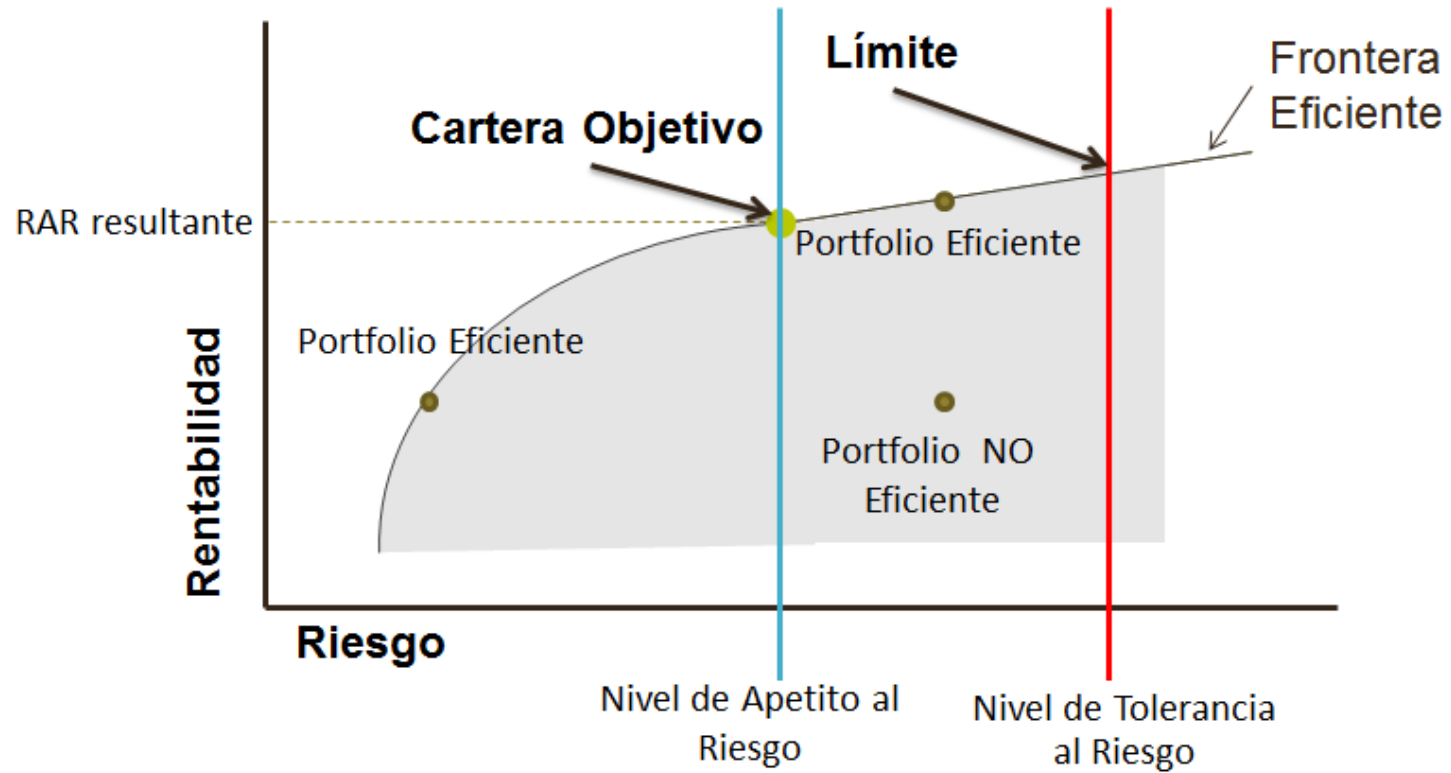 Límite
Frontera
Eficiente
Cartera Objetivo
RAR resultante
Portfolio Eficiente
Portfolio Eficiente
Rentabilidad
Portfolio NO
Eficiente
Riesgo
Nivel de Apetito al
Riesgo
Nivel de Tolerancia
al Riesgo